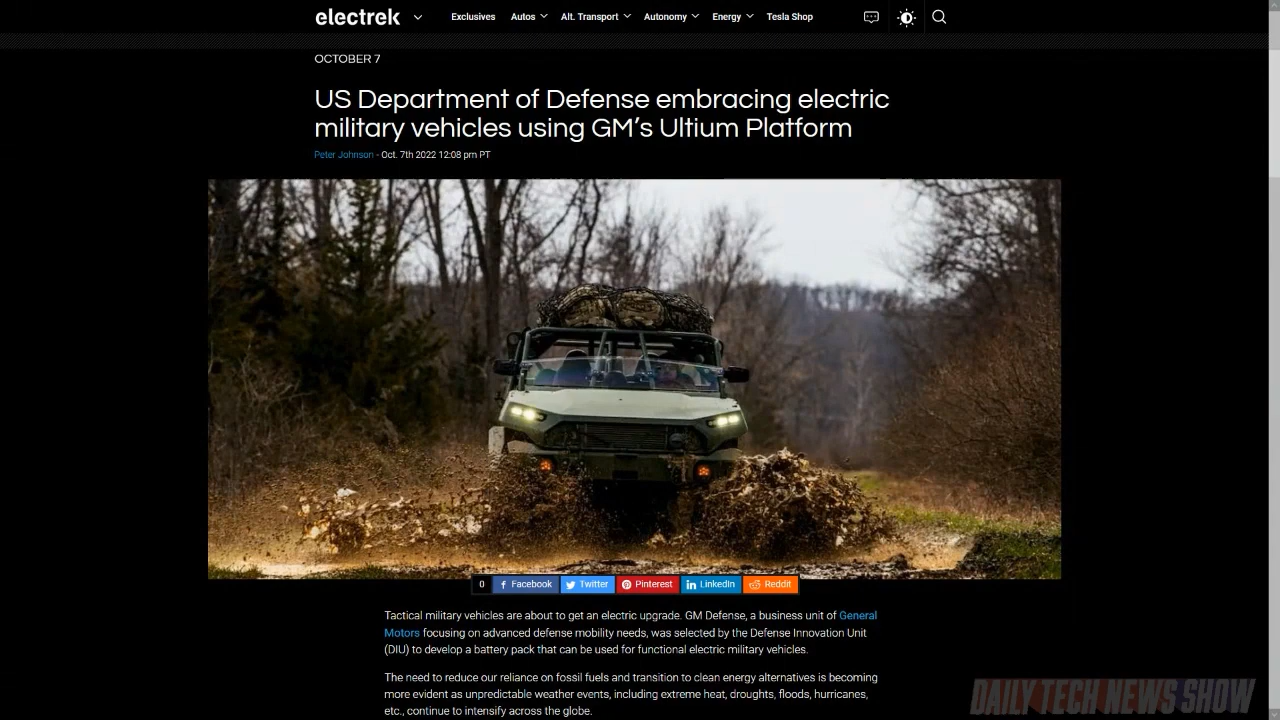 electrek
Exclusives Autos Alt. Transport Autonomy Energy Tesla Shop
OCTOBER 7
US Department of Defense embracing electric
military vehicles using GM’s Ultium Platform
Peter Johnson - Oct. 7th 2022 12:08 pm PT
0 Facebook Twitter Pinterest LinkedIn Reddit
Tactical military vehicles are about to get an electric upgrade. GM Defense, a business unit of General
Motors focusing on advanced defense mobility needs, was selected by the Defense Innovation Unit
(DIU) to develop a battery pack that can be used for functional electric military vehicles.
The need to reduce our reliance on fossil fuels and transition to clean energy alternatives is becoming
more evident as unpredictable weather events, including extreme heat, droughts, floods, hurricanes,
etc., continue to intensify across the globe.
DAILY TECH NEWS SHOW